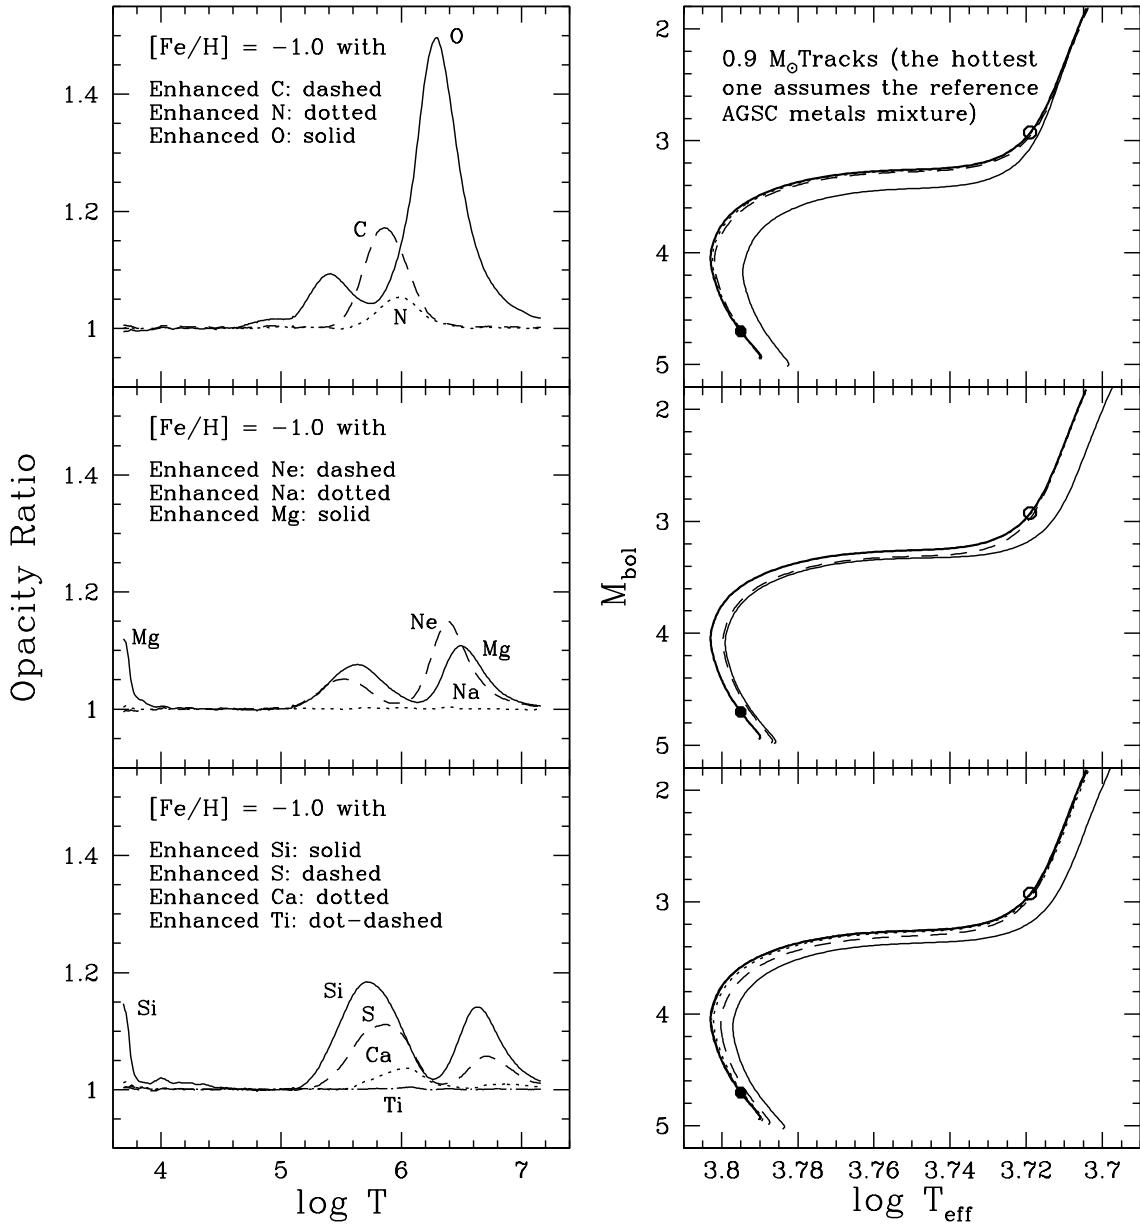 [Fe/H] = −1.0 with
Enhanced C: dashed
Enhanced N: dotted
Enhanced O: solid
O
C
N
1.4
1.2
1
0.9 M⊙Tracks (the hottest
one assumes the reference
AGSC metals mixture)
2
3
4
5
[Fe/H] = −1.0 with
Enhanced Ne: dashed
Enhanced Na: dotted
Enhanced Mg: solid
Mg
Ne
Mg
Na
1.4
1.2
1
Opacity Ratio
2
3
4
5
Mbol
[Fe/H] = −1.0 with
Enhanced Si: solid
Enhanced S: dashed
Enhanced Ca: dotted
Enhanced Ti: dot−dashed
Si
Si
S
Ca
Ti
1.4
1.2
1
4 5 6 7
log T
2
3
4
5
3.8 3.78 3.76 3.74 3.72 3.7
log Teff